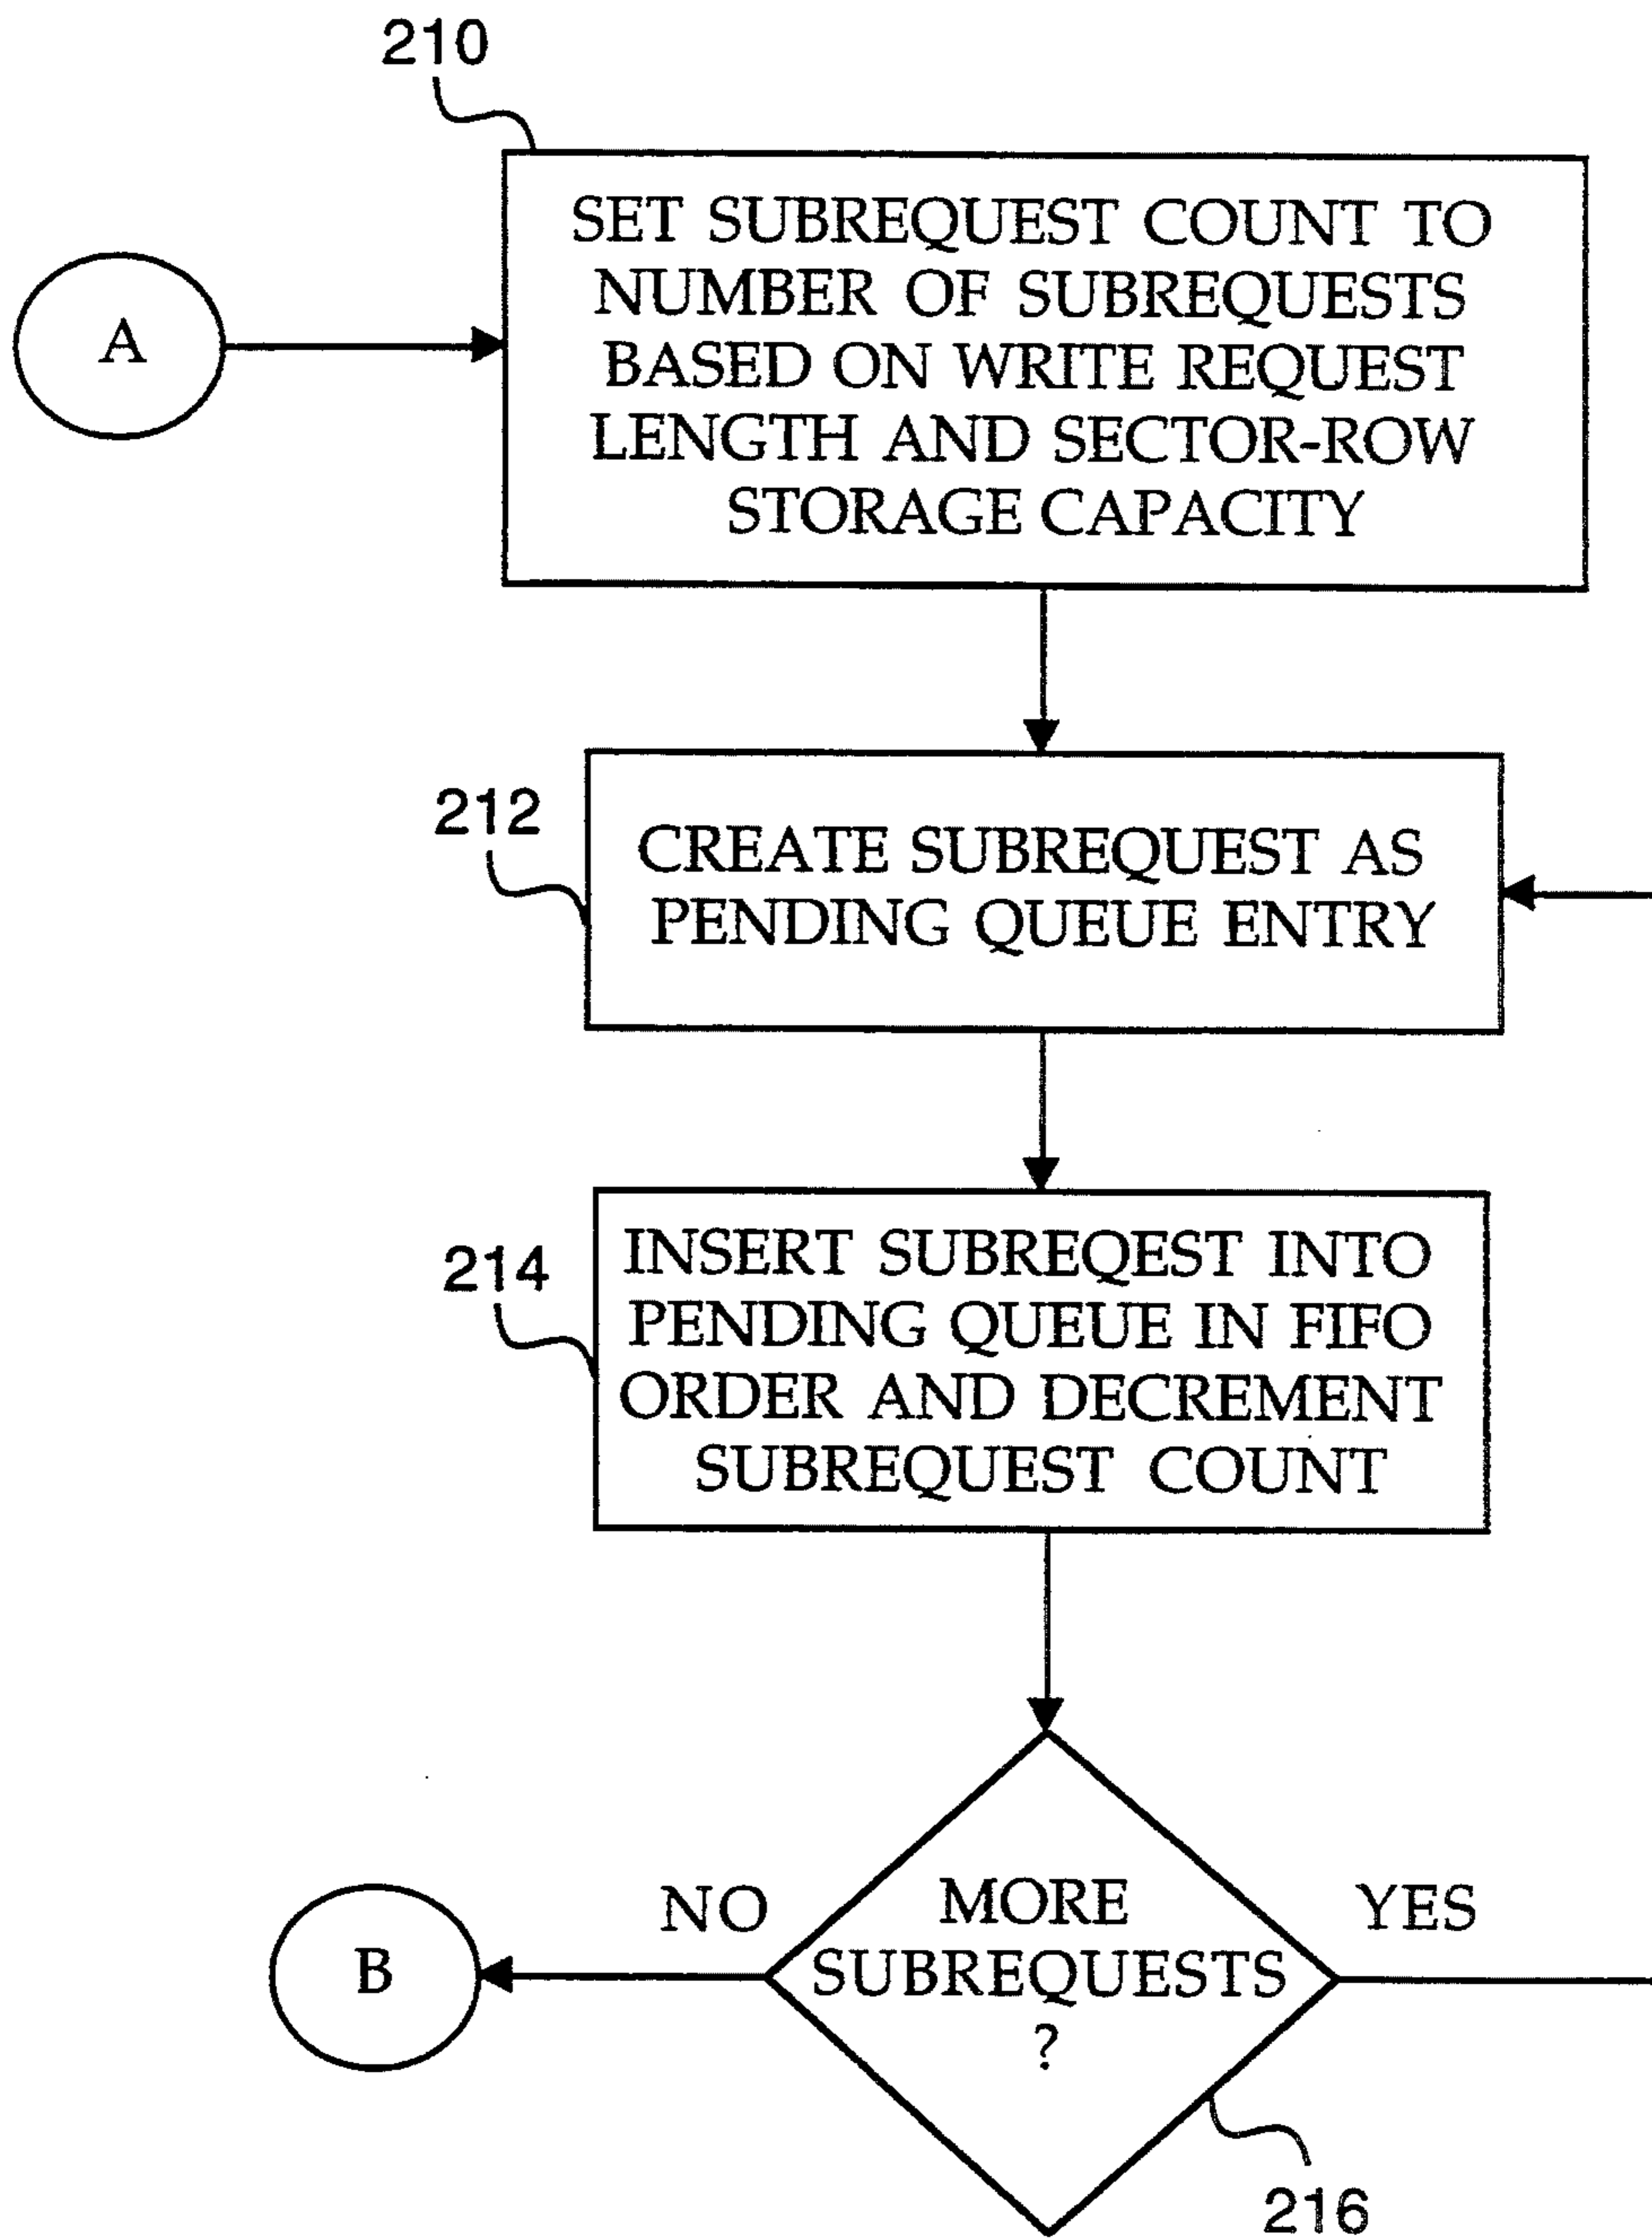 210
SET SUBREQUEST COUNT TO
NUMBER OF SUBREQUESTS
BASED ON WRITE REQUEST
LENGTH AND SECTOR-ROW
STORAGE CAPACITY
A
212
CREATE SUBREQUEST AS
PENDING QUEUE ENTRY
214
INSERT SUBREQEST INTO
PENDING QUEUE IN FIFO
ORDER AND DECREMENT
SUBREQUEST COUNT
NO
MORE
SUBREQUESTS
?
YES
B
216